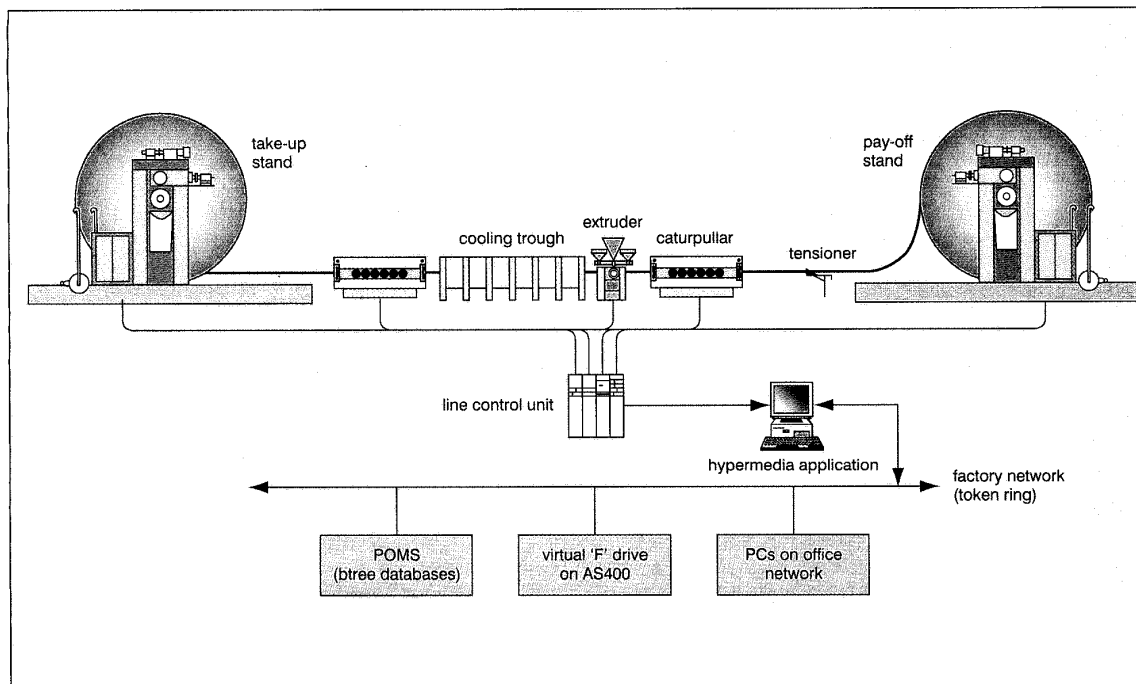 take-up
stand
pay-off
stand
extruder
cooling trough
caturpullar
tensioner
line control unit
hypermedia application
factory network
(token ring)
POMS
(btree databases)
virtual 'F' drive
on AS400
PCs on office
network